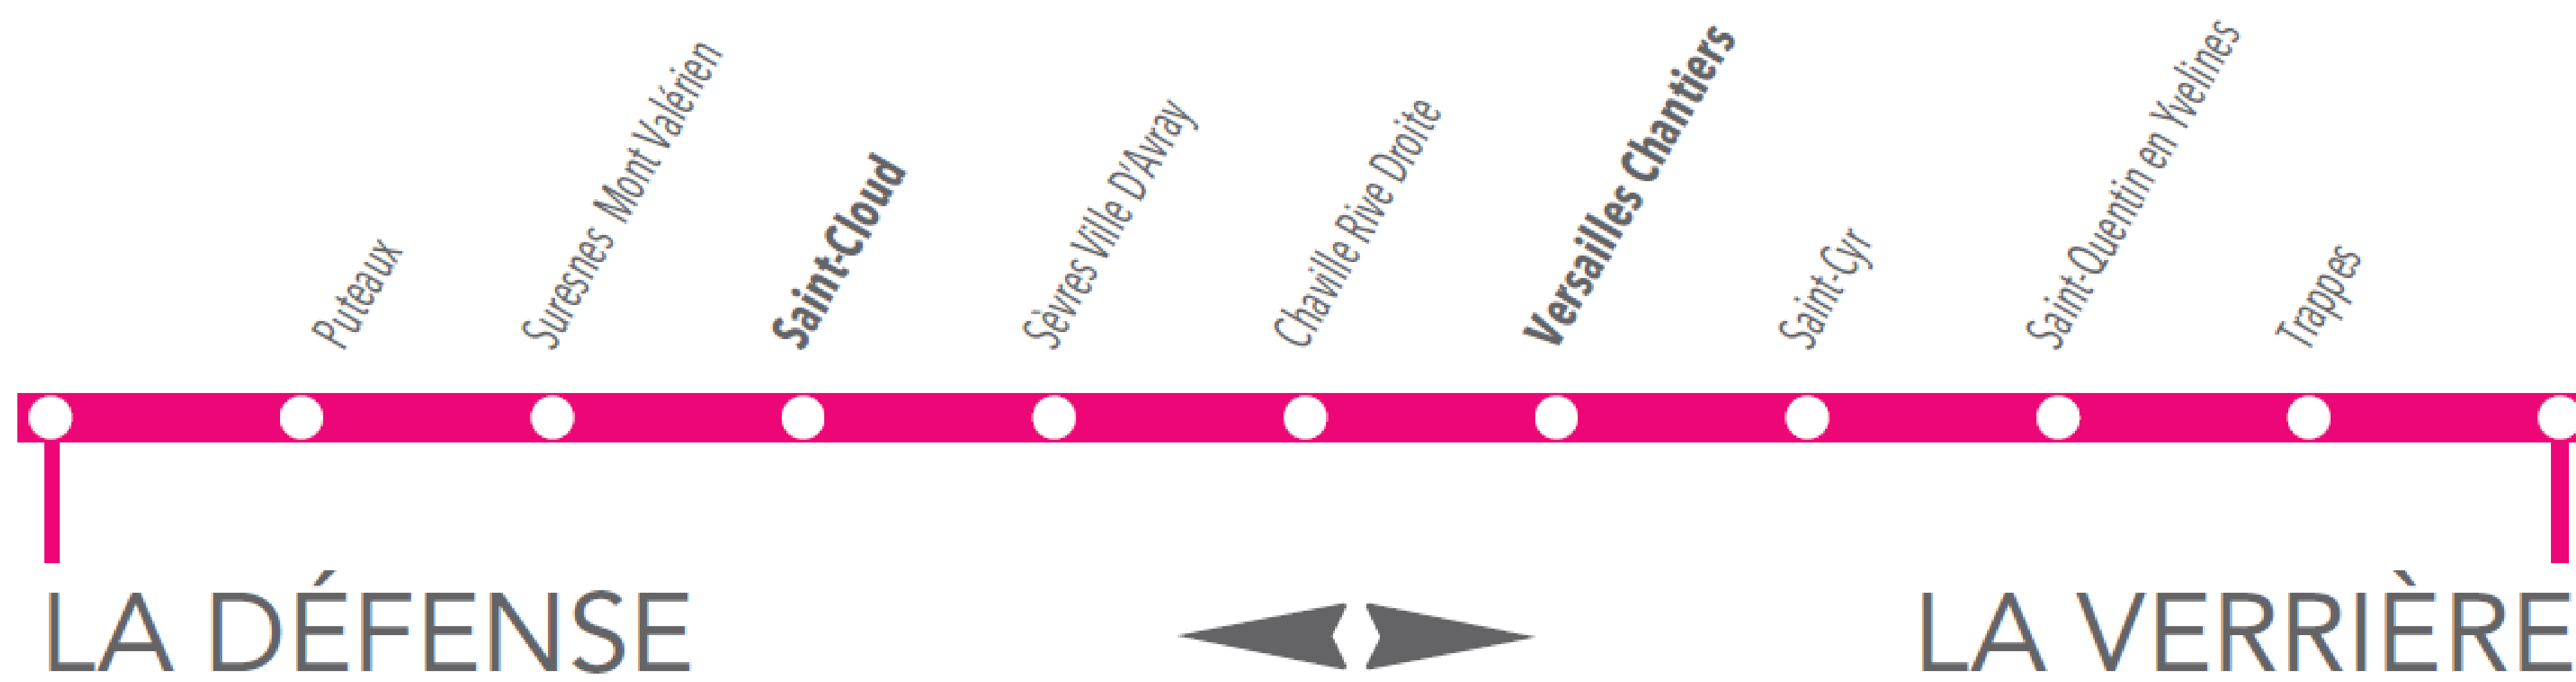 Puteaux
Suresnes Mont Valérien
Saint-Cloud
Sèvres Ville D'Avray
Chaville Rive Droite
Versailles Chantiers
Saint-Cyr
Saint-Quentin en Yvelines
Trappes
LA DÉFENSE
LA VERRIÈRE